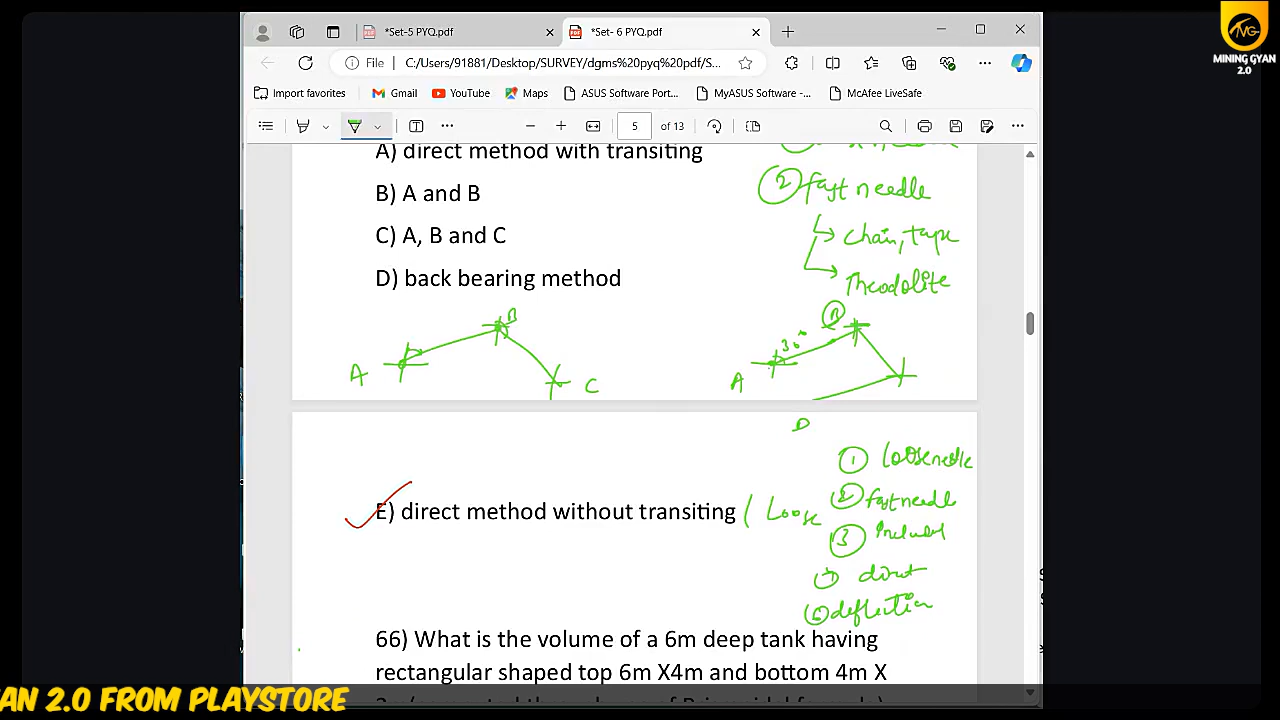 *Set-5 PYQ.pdf
*Set- 6 PYQ.pdf
File
C:/Users/91881/Desktop/SURVEY/dgms%20pyq%20pdf/S...
Import favorites
Gmail
YouTube
Maps
ASUS Software Port...
MyASUS Software -...
McAfee LiveSafe
5 of 13
MINING GYAN
2.0
A) direct method with transiting
B) A and B
C) A, B and C
D) back bearing method
2 fast needle
chain, tape
Theodolite
A
B
C
A
30°
B
D
E) direct method without transiting ( Loose
1 Loose needle
2 fast needle
3 included
4 direct
5 deflection
66) What is the volume of a 6m deep tank having
rectangular shaped top 6m X4m and bottom 4m X
AN 2.0 FROM PLAYSTORE